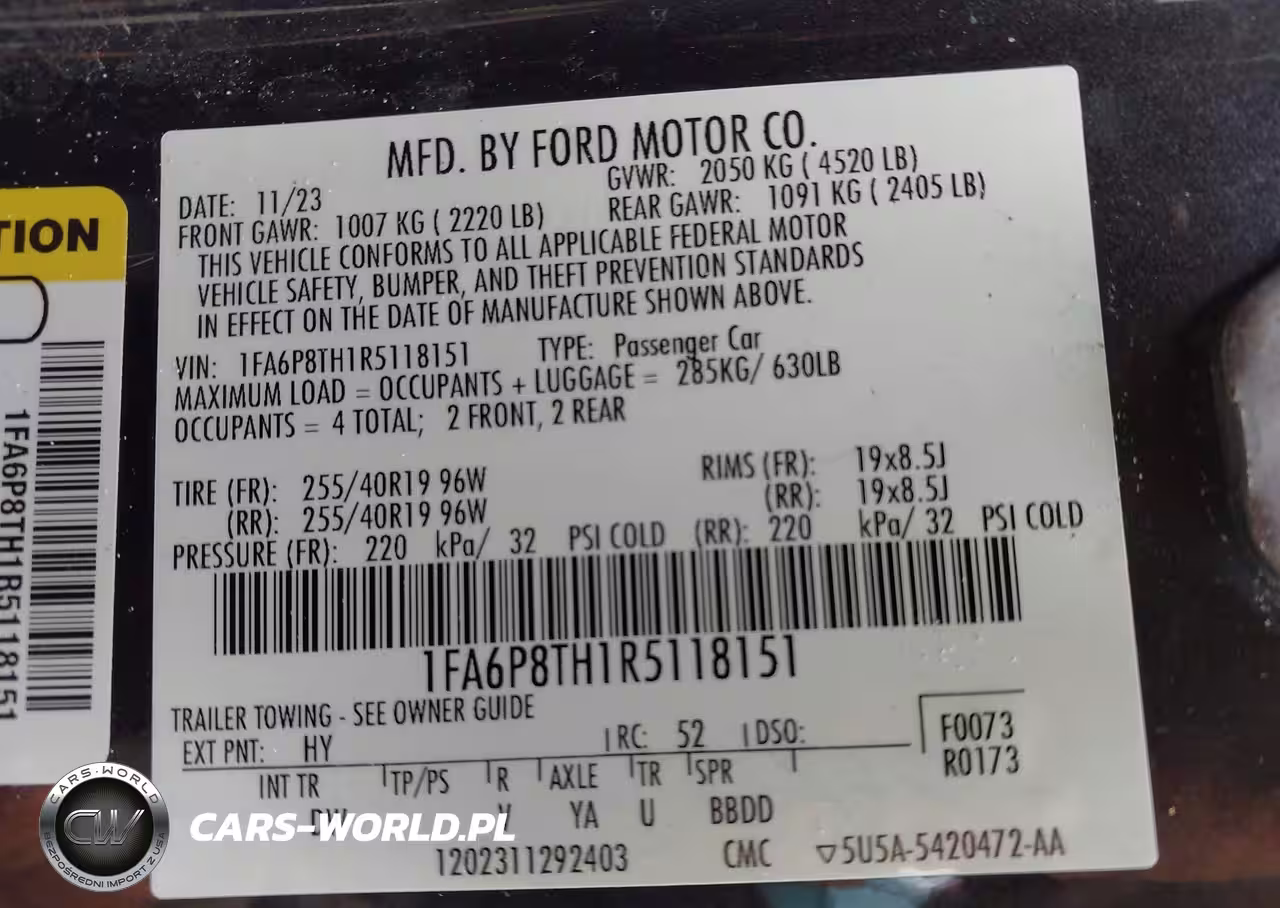 MFD. BY FORD MOTOR CO.
DATE: 11/23 GVWR: 2050 KG ( 4520 LB)
FRONT GAWR: 1007 KG ( 2220 LB) REAR GAWR: 1091 KG ( 2405 LB)
THIS VEHICLE CONFORMS TO ALL APPLICABLE FEDERAL MOTOR
VEHICLE SAFETY, BUMPER, AND THEFT PREVENTION STANDARDS
IN EFFECT ON THE DATE OF MANUFACTURE SHOWN ABOVE.
VIN: 1FA6P8TH1R5118151 TYPE: Passenger Car
MAXIMUM LOAD = OCCUPANTS + LUGGAGE = 285KG/ 630LB
OCCUPANTS = 4 TOTAL; 2 FRONT, 2 REAR
TIRE (FR): 255/40R19 96W RIMS (FR): 19x8.5J
(RR): 255/40R19 96W (RR): 19x8.5J
PRESSURE (FR): 220 kPa/ 32 PSI COLD (RR): 220 kPa/ 32 PSI COLD
1FA6P8TH1R5118151
TRAILER TOWING - SEE OWNER GUIDE
EXT PNT: HY RC: 52 DSO: F0073
R0173
INT TR TP/PS R AXLE TR SPR
YA U BBDD
1202311292403 CMC ▽5U5A-5420472-AA
TION
1FA6P8TH1R5118151
CARS-WORLD
CW
BEZPOŚREDNI IMPORT Z USA
CARS-WORLD.PL